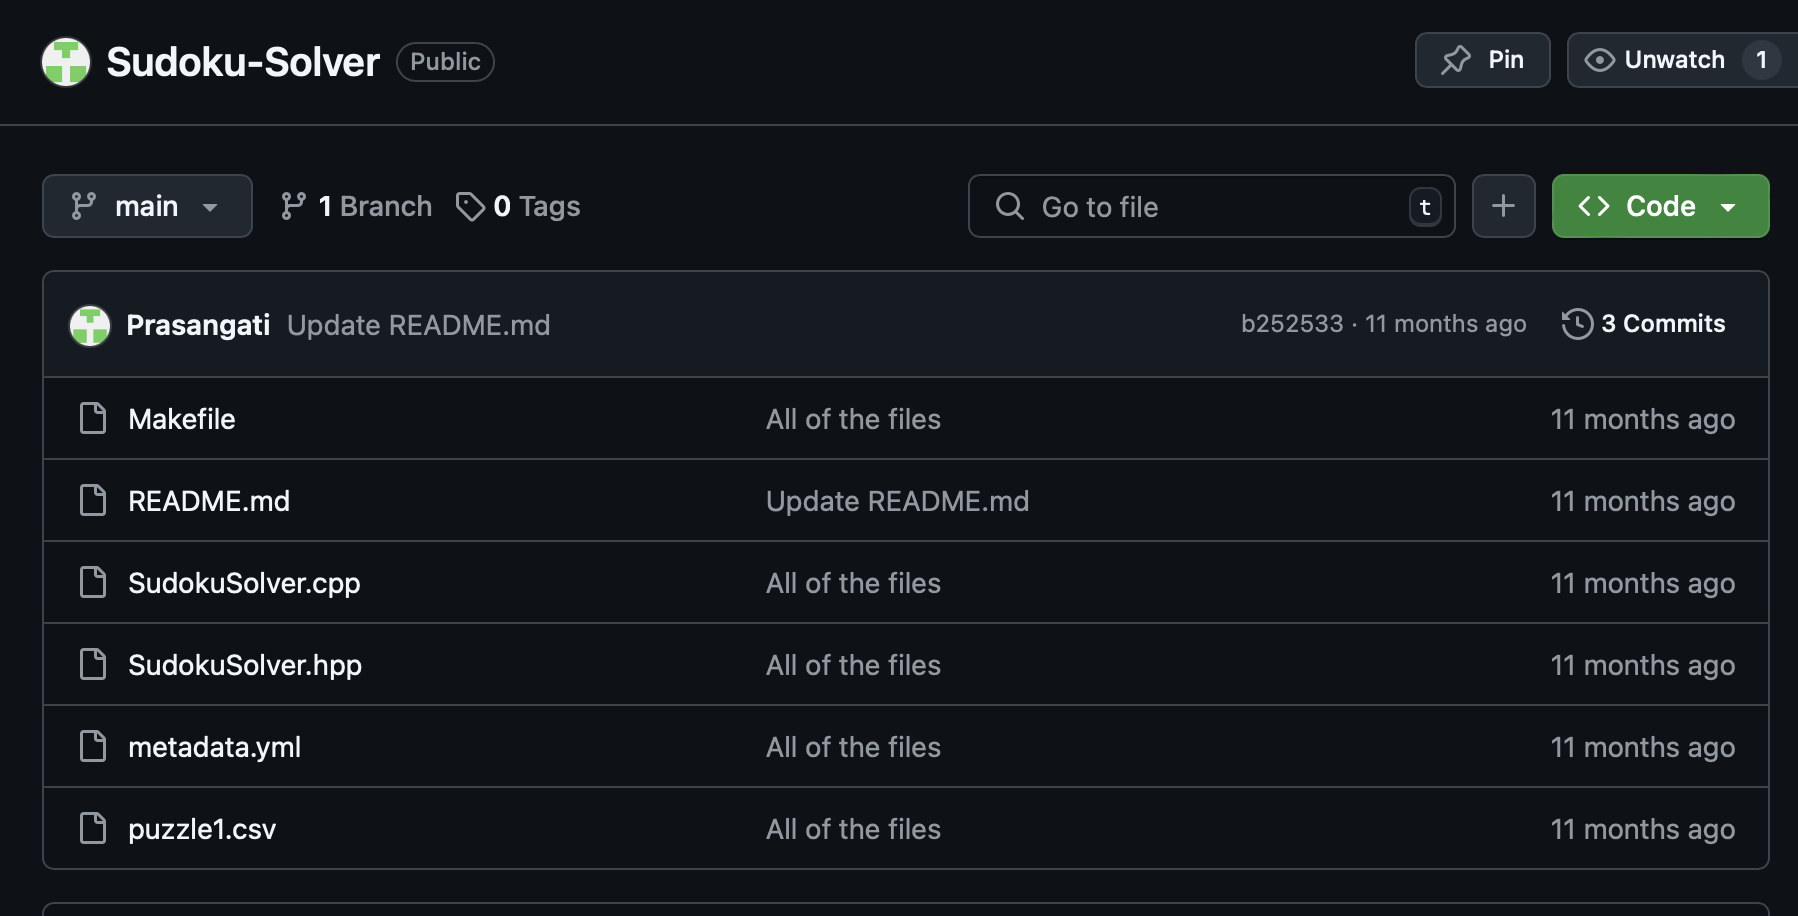 Sudoku-Solver Public Pin Unwatch 1
main 1 Branch 0 Tags Go to file t Code
Prasangati Update README.md b252533 · 11 months ago 3 Commits
Makefile All of the files 11 months ago
README.md Update README.md 11 months ago
SudokuSolver.cpp All of the files 11 months ago
SudokuSolver.hpp All of the files 11 months ago
metadata.yml All of the files 11 months ago
puzzle1.csv All of the files 11 months ago